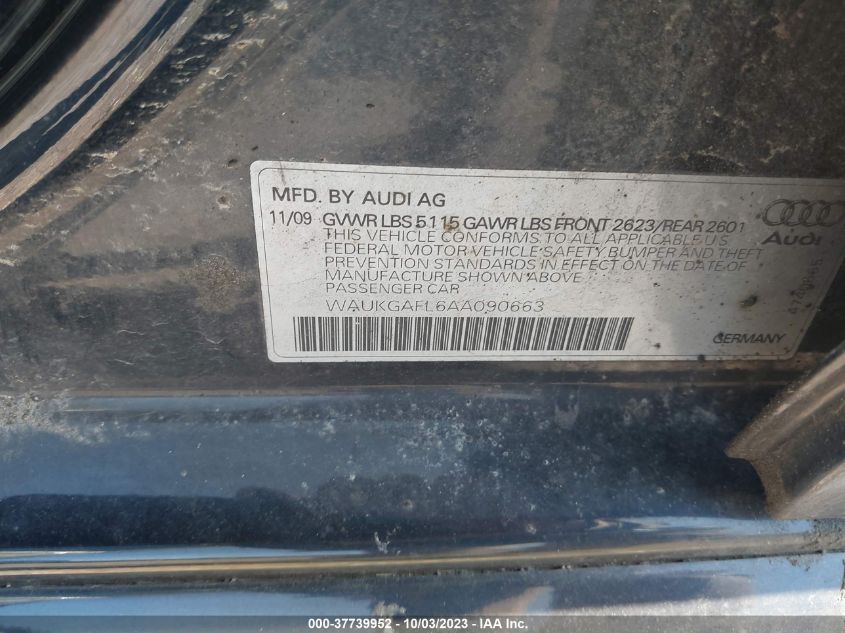 MFD. BY AUDI AG
11/09 GVWR LBS 5115 GAWR LBS FRONT 2623/REAR 2601
THIS VEHICLE CONFORMS TO ALL APPLICABLE U S
FEDERAL MOTOR VEHICLE SAFETY BUMPER AND THEFT
PREVENTION STANDARDS IN EFFECT ON THE DATE OF
MANUFACTURE SHOWN ABOVE
PASSENGER CAR
WAUKGAFL6AA090663
Audi
GERMANY
000-37739952 - 10/03/2023 - IAA Inc.